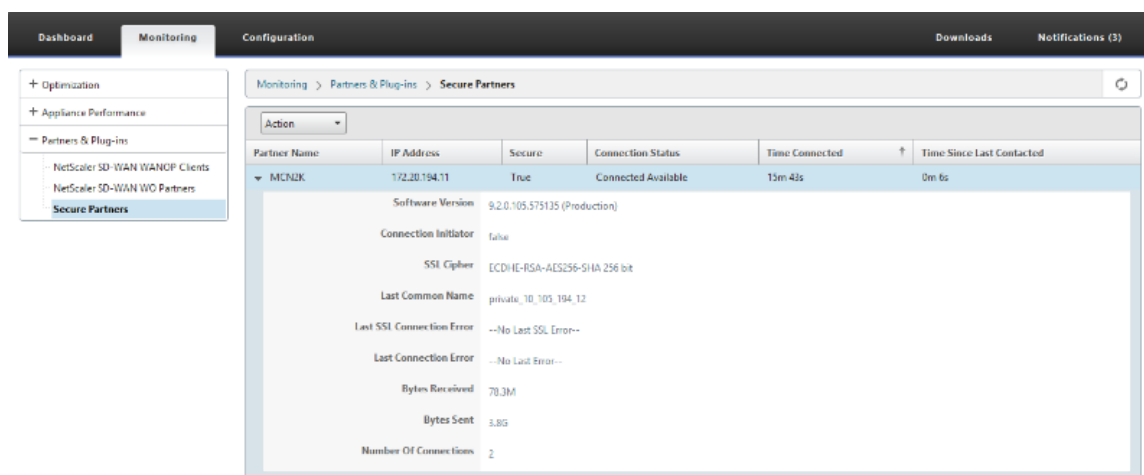 Dashboard Monitoring Configuration Downloads Notifications (3)
+ Optimization
+ Appliance Performance
− Partners & Plug-ins
NetScaler SD-WAN WANOP Clients
NetScaler SD-WAN WO Partners
Secure Partners
Monitoring > Partners & Plug-ins > Secure Partners
Action
Partner Name IP Address Secure Connection Status Time Connected ↑ Time Since Last Contacted
MCN2K 172.20.194.11 True Connected Available 15m 43s 0m 6s
Software Version 9.2.0.105.575135 (Production)
Connection Initiator false
SSL Cipher ECDHE-RSA-AES256-SHA 256 bit
Last Common Name private_10_105_194_12
Last SSL Connection Error --No Last SSL Error--
Last Connection Error --No Last Error--
Bytes Received 78.3M
Bytes Sent 3.8G
Number Of Connections 2